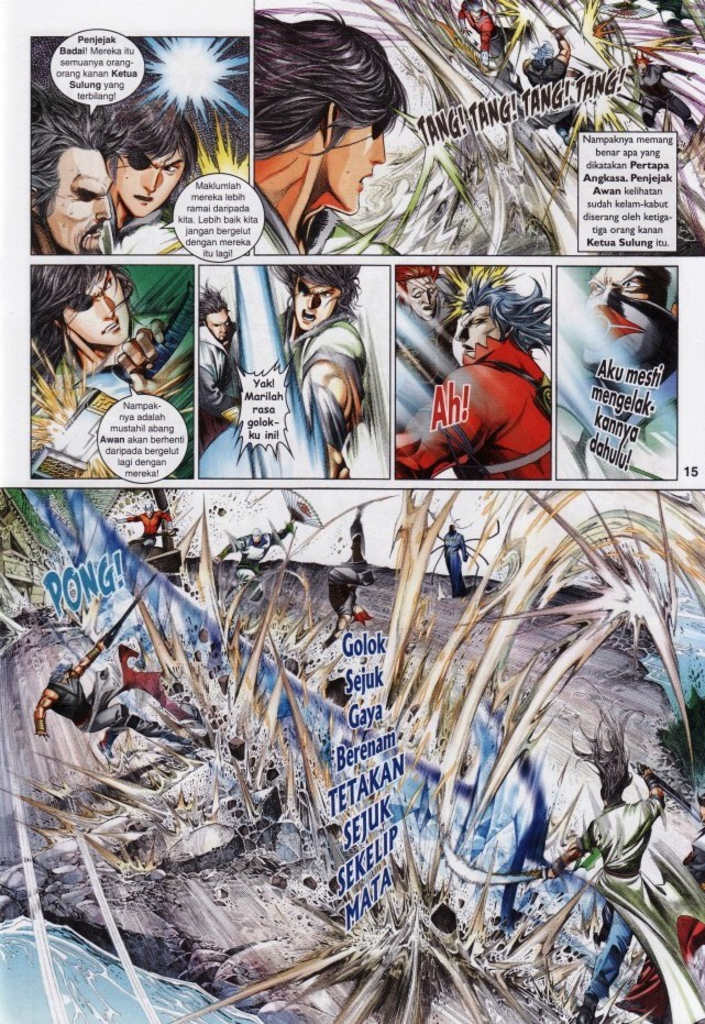 Penjejak
Badai! Mereka itu
semuanya orang-
orang kanan Ketua
Sulung yang
terbilang!
Maklumlah
mereka lebih
ramai daripada
kita. Lebih baik kita
jangan bergelut
dengan mereka
itu lagi!
TANG! TANG! TANG! TANG!
Nampaknya memang
benar apa yang
dikatakan Pertapa
Angkasa. Penjejak
Awan kelihatan
sudah kelam-kabut
diserang oleh ketiga-
tiga orang kanan
Ketua Sulung itu.
Nampak-
nya adalah
mustahil abang
Awan akan berhenti
daripada bergelut
lagi dengan
mereka!
Yak!
Marilah
rasa
golok-
ku ini!
Ah!
Aku mesti
mengelak-
kannya
dahulu!
15
PONG!
Golok
Sejuk
Gaya
Berenam
TETAKAN
SEJUK
SEKELIP
MATA